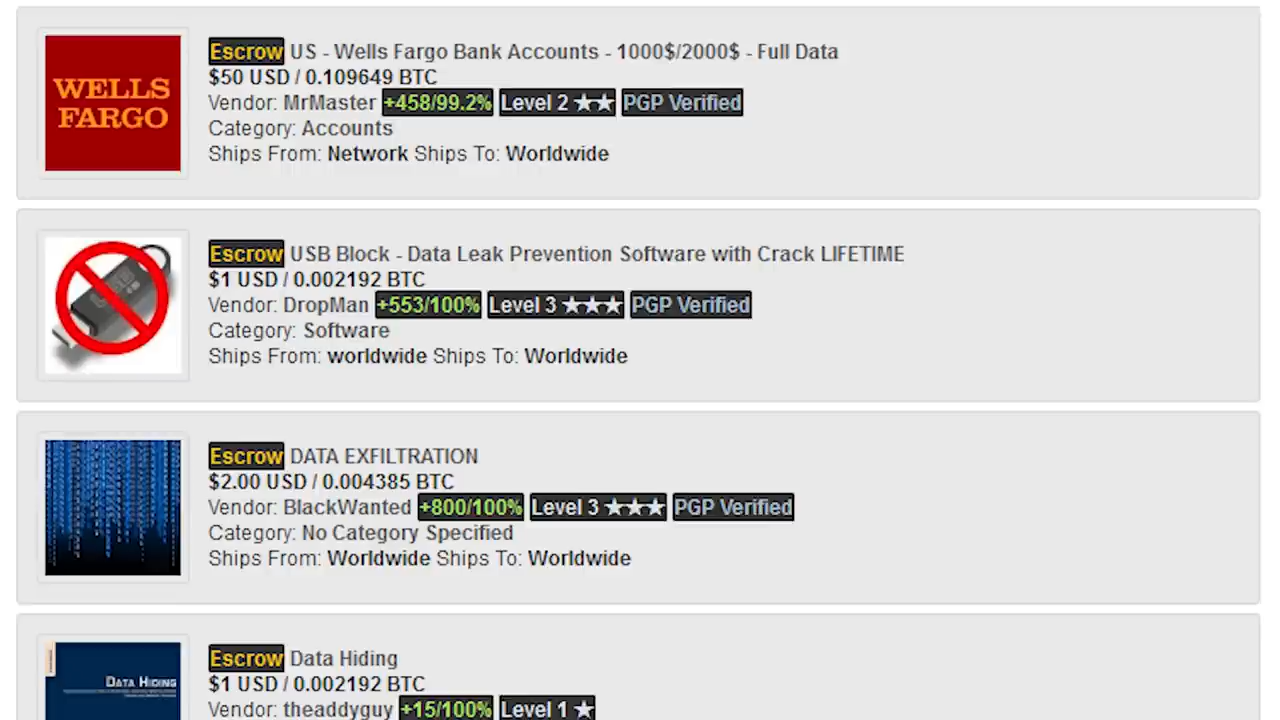 WELLS
FARGO
Escrow US - Wells Fargo Bank Accounts - 1000$/2000$ - Full Data
$50 USD / 0.109649 BTC
Vendor: MrMaster +458/99.2% Level 2 ★★ PGP Verified
Category: Accounts
Ships From: Network Ships To: Worldwide
Escrow USB Block - Data Leak Prevention Software with Crack LIFETIME
$1 USD / 0.002192 BTC
Vendor: DropMan +553/100% Level 3 ★★★ PGP Verified
Category: Software
Ships From: worldwide Ships To: Worldwide
Escrow DATA EXFILTRATION
$2.00 USD / 0.004385 BTC
Vendor: BlackWanted +800/100% Level 3 ★★★ PGP Verified
Category: No Category Specified
Ships From: Worldwide Ships To: Worldwide
DATA HIDING
Escrow Data Hiding
$1 USD / 0.002192 BTC
Vendor: theaddyguy +15/100% Level 1 ★